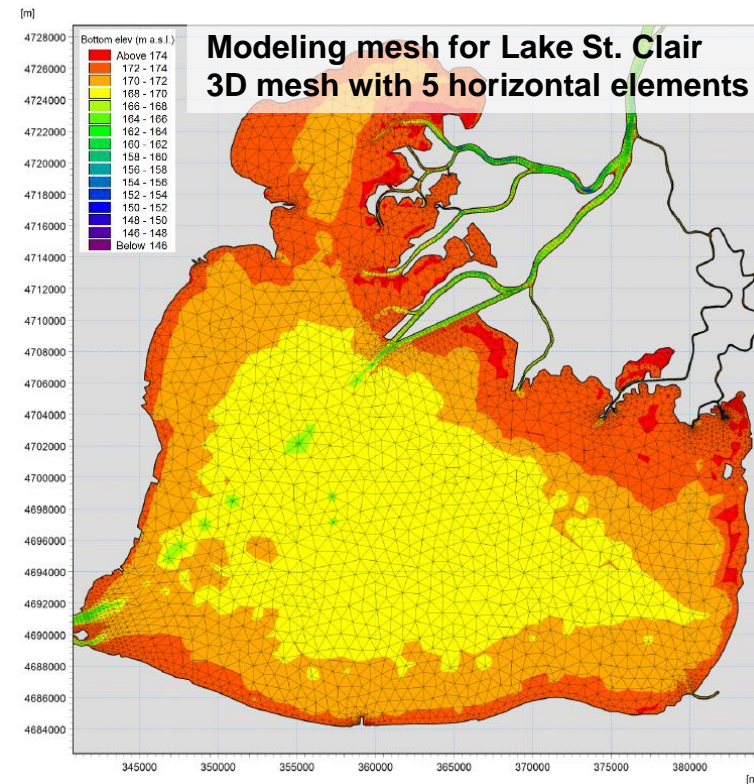 [m]
Modeling mesh for Lake St. Clair
3D mesh with 5 horizontal elements
Bottom elev (m a.s.l.)
Above 174
172 - 174
170 - 172
168 - 170
166 - 168
164 - 166
162 - 164
160 - 162
158 - 160
156 - 158
154 - 156
152 - 154
150 - 152
148 - 150
146 - 148
Below 146
4728000
4726000
4724000
4722000
4720000
4718000
4716000
4714000
4712000
4710000
4708000
4706000
4704000
4702000
4700000
4698000
4696000
4694000
4692000
4690000
4688000
4686000
4684000
345000 350000 355000 360000 365000 370000 375000 380000
[m]